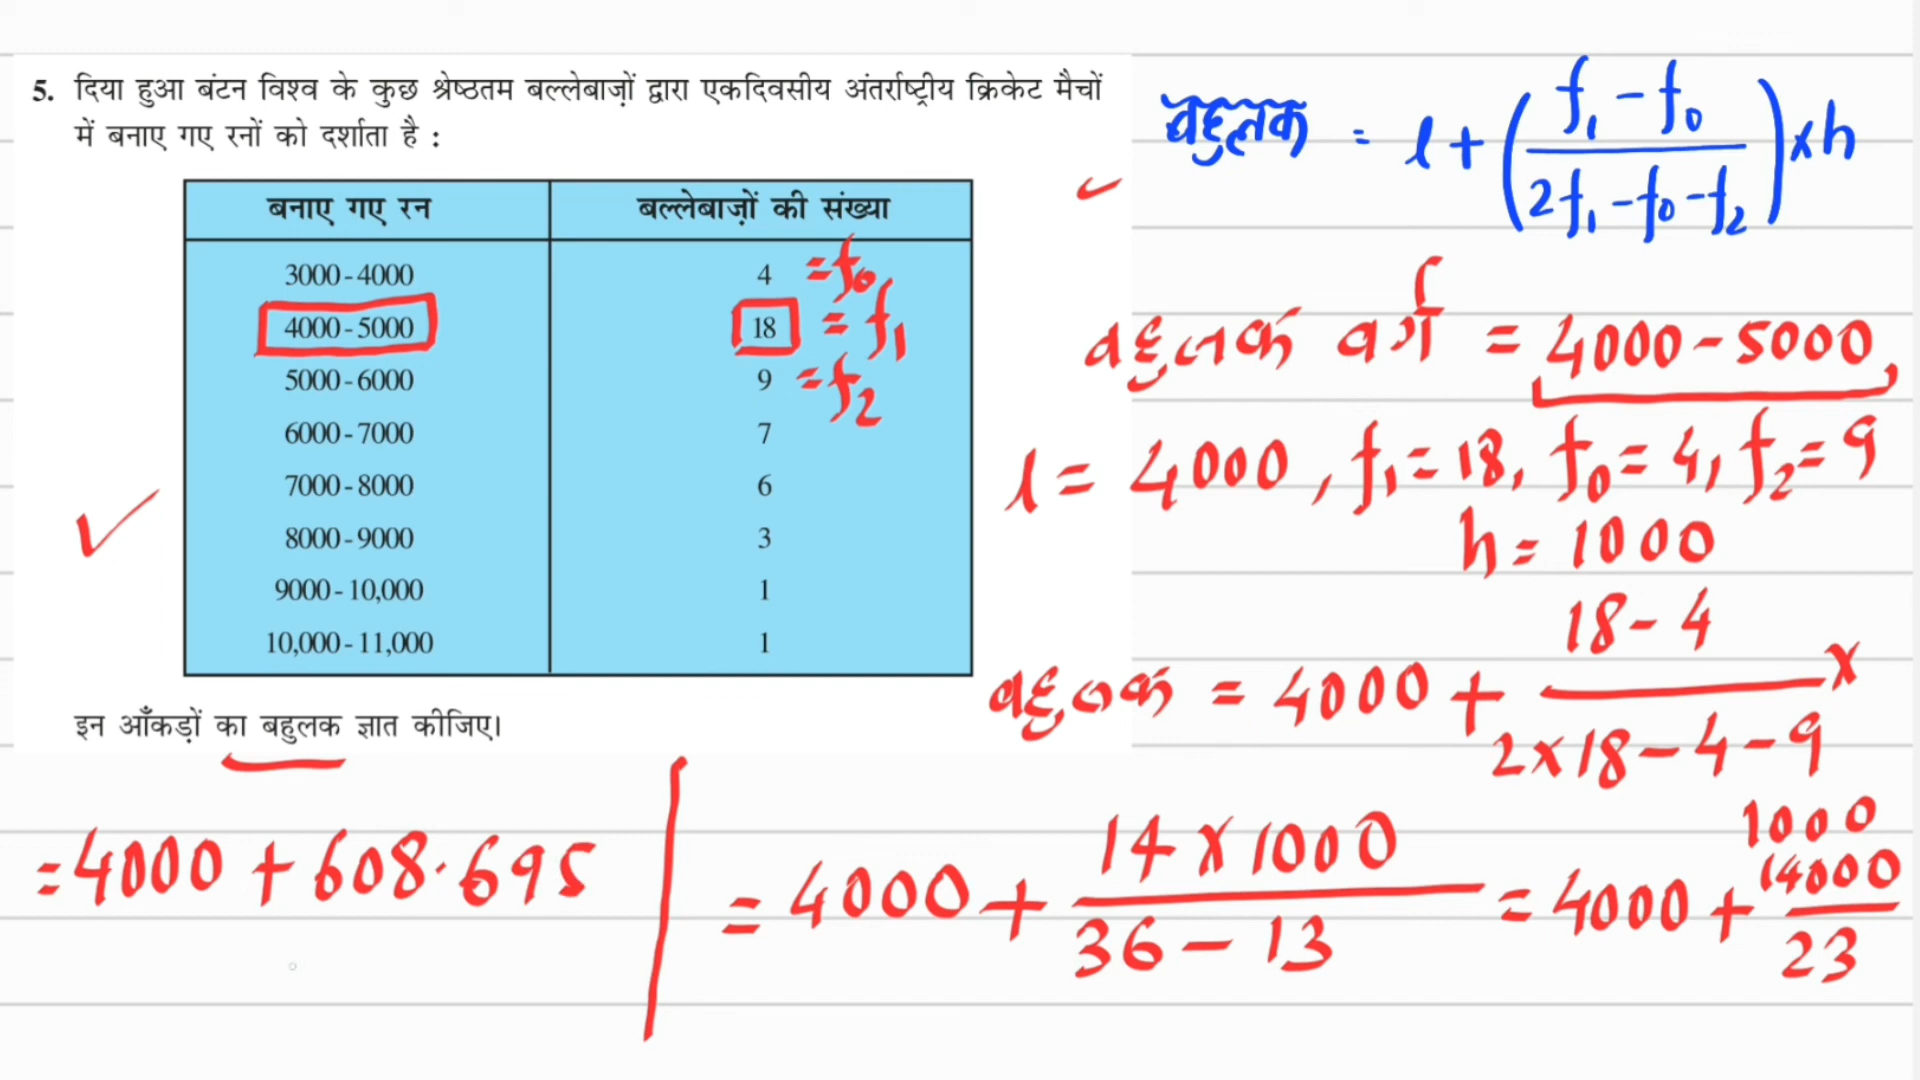 5. दिया हुआ बंटन विश्व के कुछ श्रेष्ठतम बल्लेबाज़ों द्वारा एकदिवसीय अंतर्राष्ट्रीय क्रिकेट मैचों
में बनाए गए रनों को दर्शाता है :
बनाए गए रन बल्लेबाज़ों की संख्या
3000 - 4000 4 = f₀
4000 - 5000 18 = f₁
5000 - 6000 9 = f₂
6000 - 7000 7
7000 - 8000 6
8000 - 9000 3
9000 - 10,000 1
10,000 - 11,000 1
इन आँकड़ों का बहुलक ज्ञात कीजिए।
बहुलक = l + (f₁ - f₀ / 2f₁ - f₀ - f₂) × h
बहुलक वर्ग = 4000 - 5000,
l = 4000, f₁ = 18, f₀ = 4, f₂ = 9
h = 1000
बहुलक = 4000 + 18 - 4 / 2×18 - 4 - 9 × 1000
= 4000 + 14 × 1000 / 36 - 13 = 4000 + 14000 / 23
= 4000 + 608.695